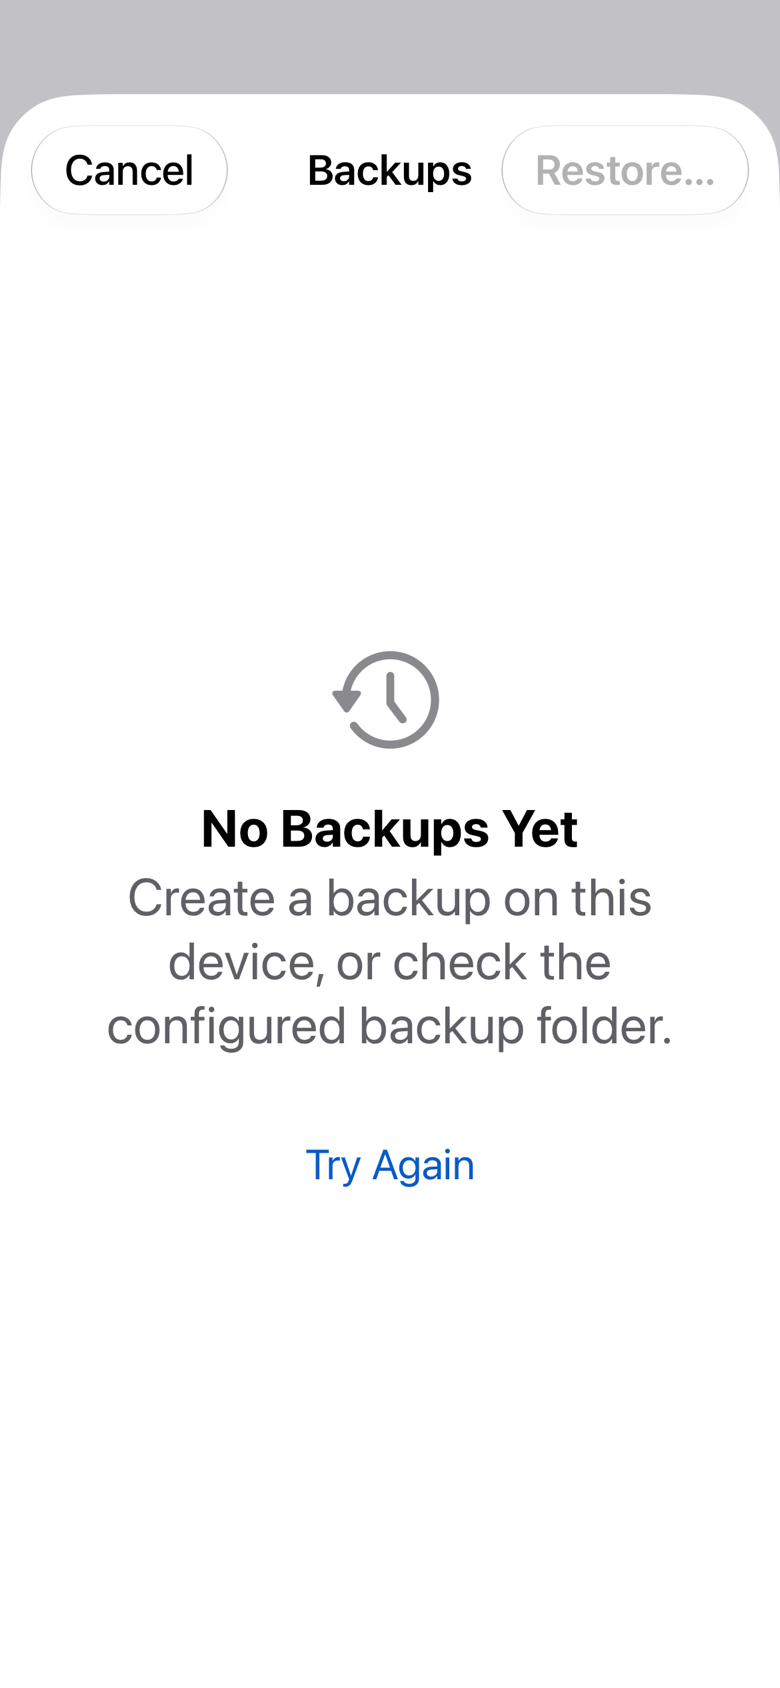 Cancel
Backups
Restore...
No Backups Yet
Create a backup on this
device, or check the
configured backup folder.
Try Again